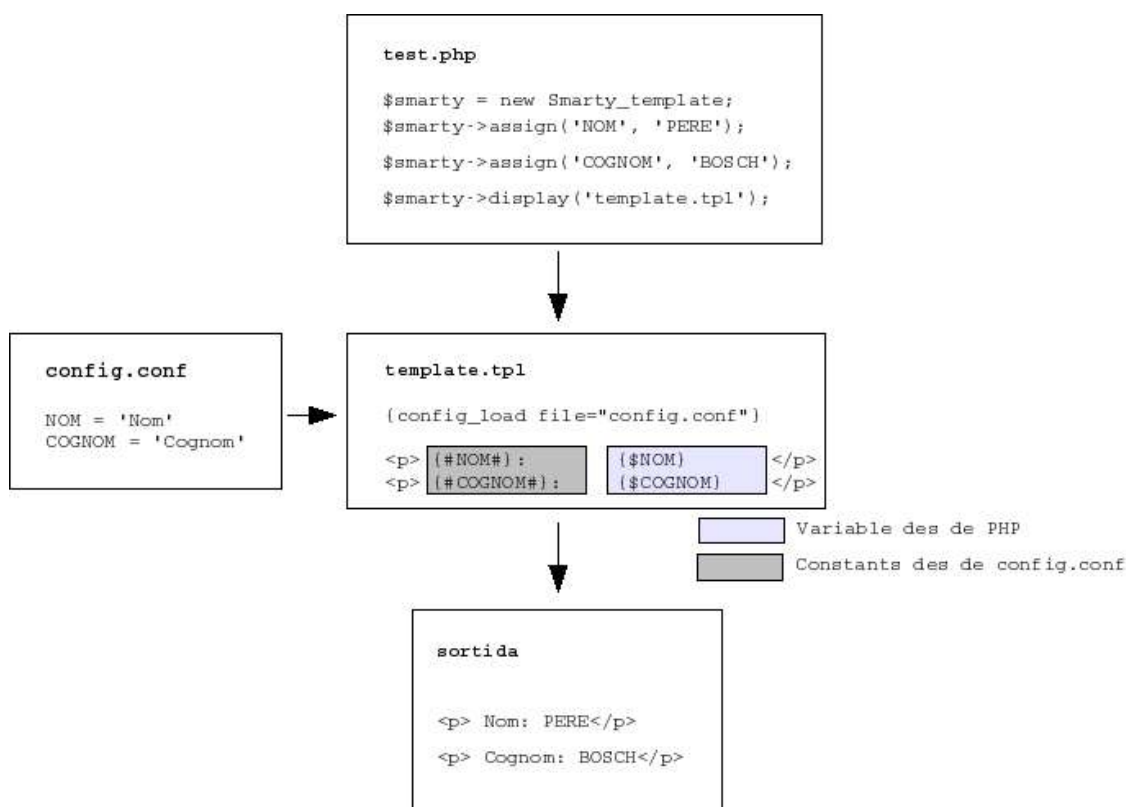 test.php
$smarty = new Smarty_template;
$smarty->assign('NOM', 'PERE');
$smarty->assign('COGNOM', 'BOSCH');
$smarty->display('template.tpl');
config.conf
NOM = 'Nom'
COGNOM = 'Cognom'
template.tpl
{config_load file="config.conf"}
<p> {#NOM#}: {$NOM} </p>
<p> {#COGNOM#}: {$COGNOM} </p>
Variable des de PHP
Constants des de config.conf
sortida
<p> Nom: PERE</p>
<p> Cognom: BOSCH</p>